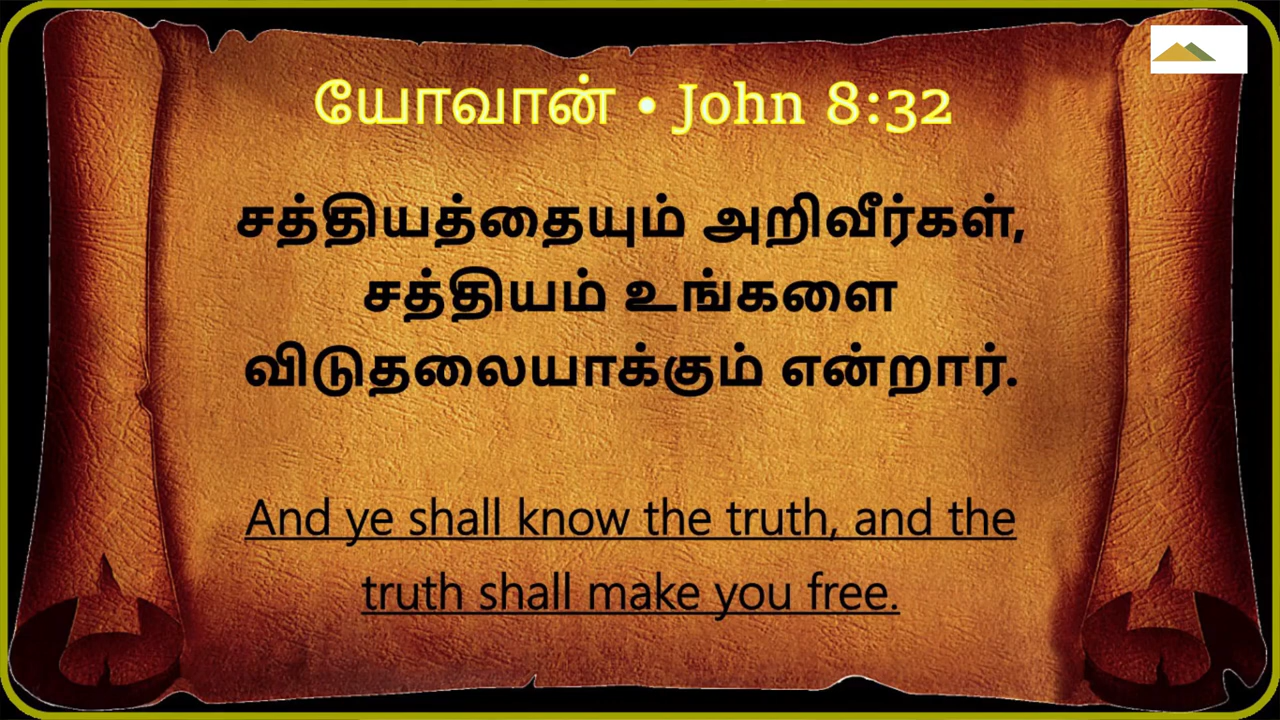 யோவான் • John 8:32
சத்தியத்தையும் அறிவீர்கள்,
சத்தியம் உங்களை
விடுதலையாக்கும் என்றார்.
And ye shall know the truth, and the
truth shall make you free.